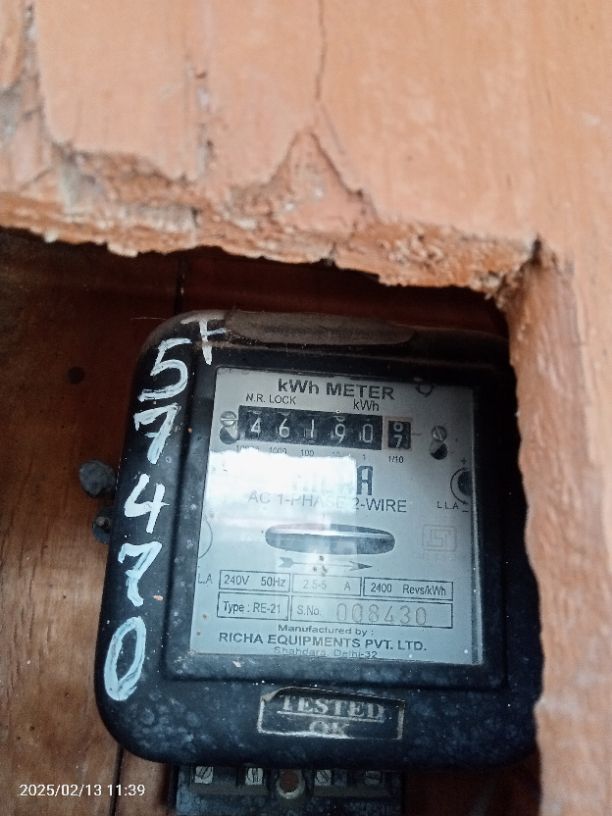 F
57470
kWh METER
N.R. LOCK kWh
46190 7
100 1/10
AC 1-PHASE 2-WIRE
L.L.A
L.A
240V 50Hz 2.5-5 A 2400 Revs/kWh
Type : RE-21 S.No. 008430
Manufactured by :
RICHA EQUIPMENTS PVT. LTD.
Shahdara, Delhi-32
TESTED
OK
2025/02/13 11:39